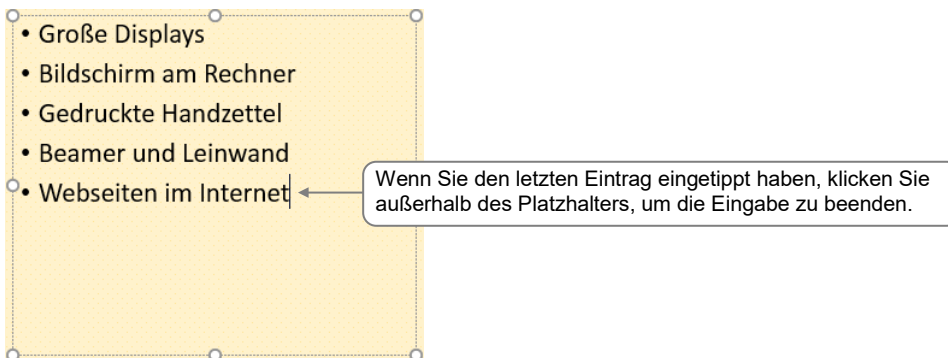 • Große Displays
• Bildschirm am Rechner
• Gedruckte Handzettel
• Beamer und Leinwand
• Webseiten im Internet
Wenn Sie den letzten Eintrag eingetippt haben, klicken Sie
außerhalb des Platzhalters, um die Eingabe zu beenden.